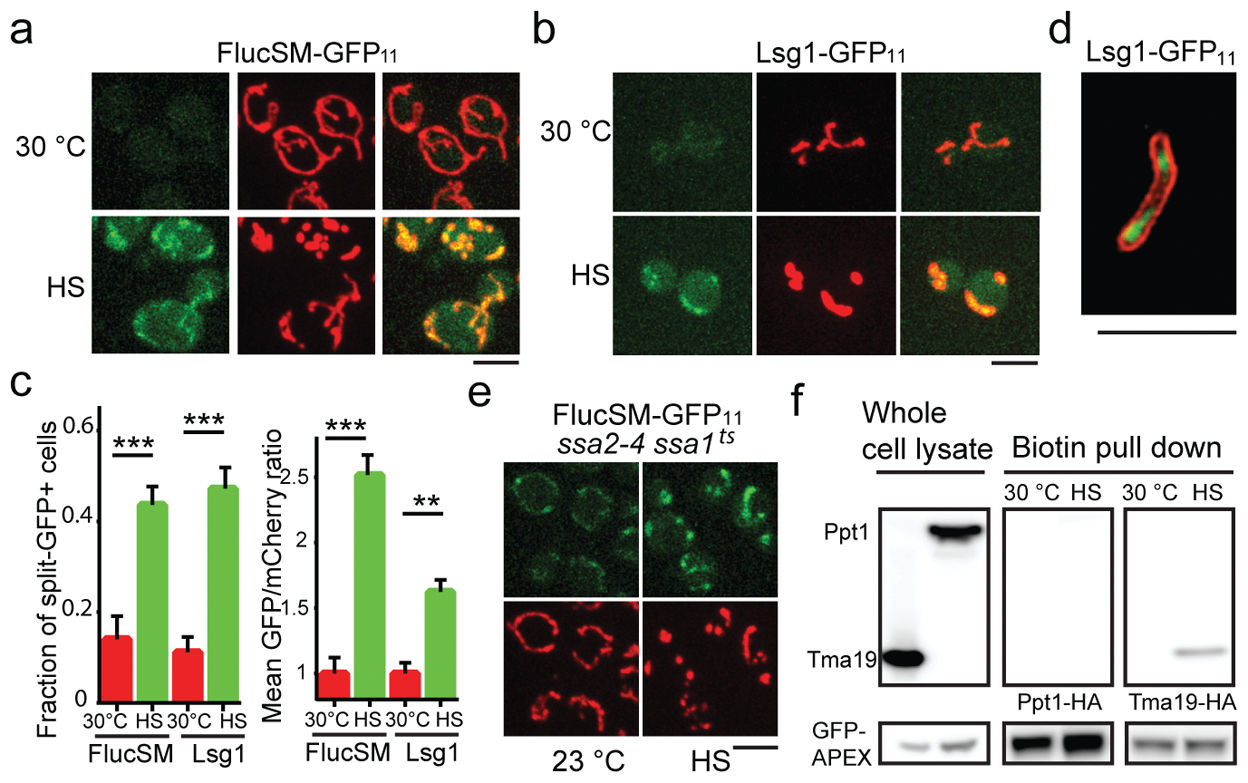 a
FlucSM-GFP11
30 °C
HS
b
Lsg1-GFP11
30 °C
HS
d
Lsg1-GFP11
c
Fraction of split-GFP+ cells
0.6
0.4
0.2
0
***
***
30°C HS 30°C HS
FlucSM Lsg1
Mean GFP/mCherry ratio
2.5
2
1.5
1
***
**
30°C HS 30°C HS
FlucSM Lsg1
e
FlucSM-GFP11
ssa2-4 ssa1ts
23 °C HS
f
Whole
cell lysate
Biotin pull down
30 °C HS 30 °C HS
Ppt1
Tma19
Ppt1-HA Tma19-HA
GFP-
APEX